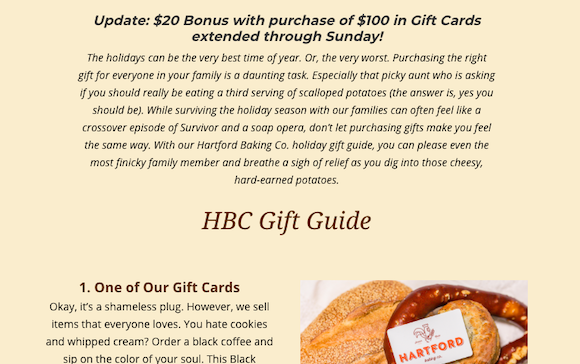 Update: $20 Bonus with purchase of $100 in Gift Cards
extended through Sunday!
The holidays can be the very best time of year. Or, the very worst. Purchasing the right
gift for everyone in your family is a daunting task. Especially that picky aunt who is asking
if you should really be eating a third serving of scalloped potatoes (the answer is, yes you
should be). While surviving the holiday season with our families can often feel like a
crossover episode of Survivor and a soap opera, don’t let purchasing gifts make you feel
the same way. With our Hartford Baking Co. holiday gift guide, you can please even the
most finicky family member and breathe a sigh of relief as you dig into those cheesy,
hard-earned potatoes.
HBC Gift Guide
1. One of Our Gift Cards
Okay, it’s a shameless plug. However, we sell
items that everyone loves. You hate cookies
and whipped cream? Order a black coffee and
sip on the color of your soul. This Black
HARTFORD